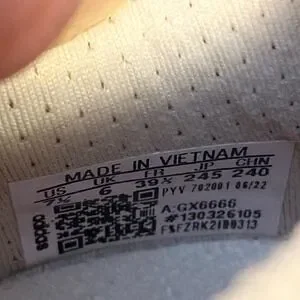 MADE IN VIETNAM
US UK FR JP CHN
7½ 6 39⅓ 245 240
PYV 702001 06/22
A:GX6666
#130326105
adidas